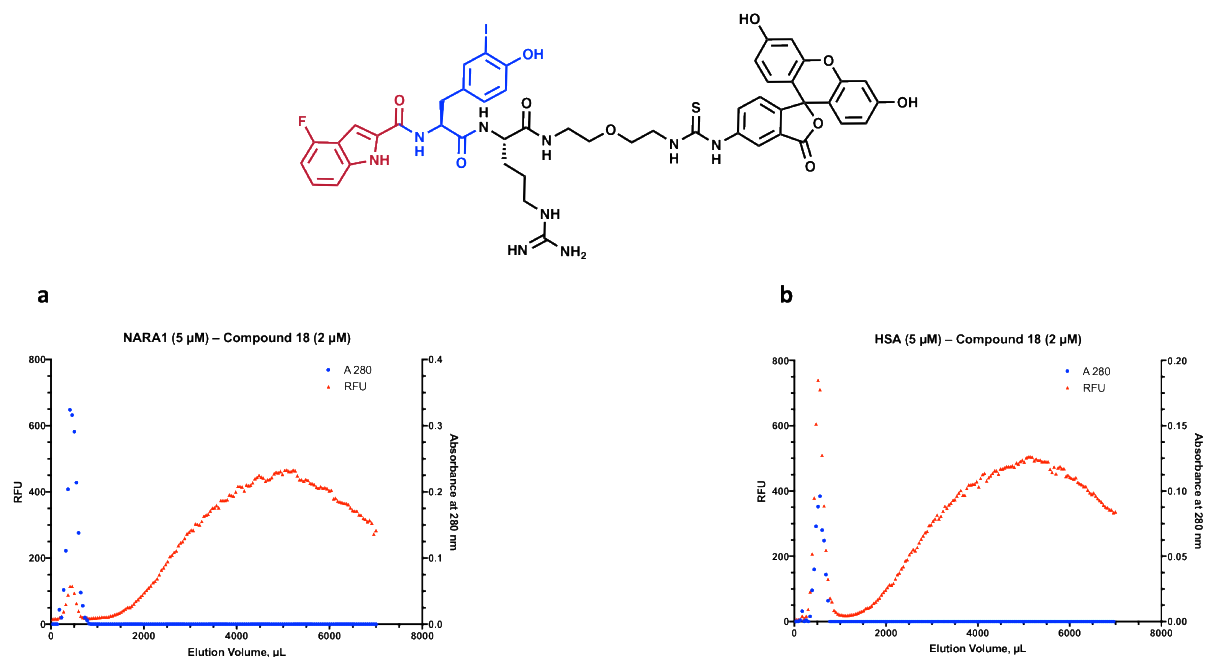 HO
I
OH
O
F
O
H
N
O
S
O
OH
N
H
O
N
H
O
N
H
N
H
O
O
NH
NH
HN
NH2
a
b
NARA1 (5 µM) – Compound 18 (2 µM)
HSA (5 µM) – Compound 18 (2 µM)
A 280
RFU
800
600
400
200
0
RFU
0.4
0.3
0.2
0.1
0.0
Absorbance at 280 nm
0 2000 4000 6000 8000
Elution Volume, µL
A 280
RFU
800
600
400
200
0
RFU
0.20
0.15
0.10
0.05
0.00
Absorbance at 280 nm
0 2000 4000 6000 8000
Elution Volume, µL